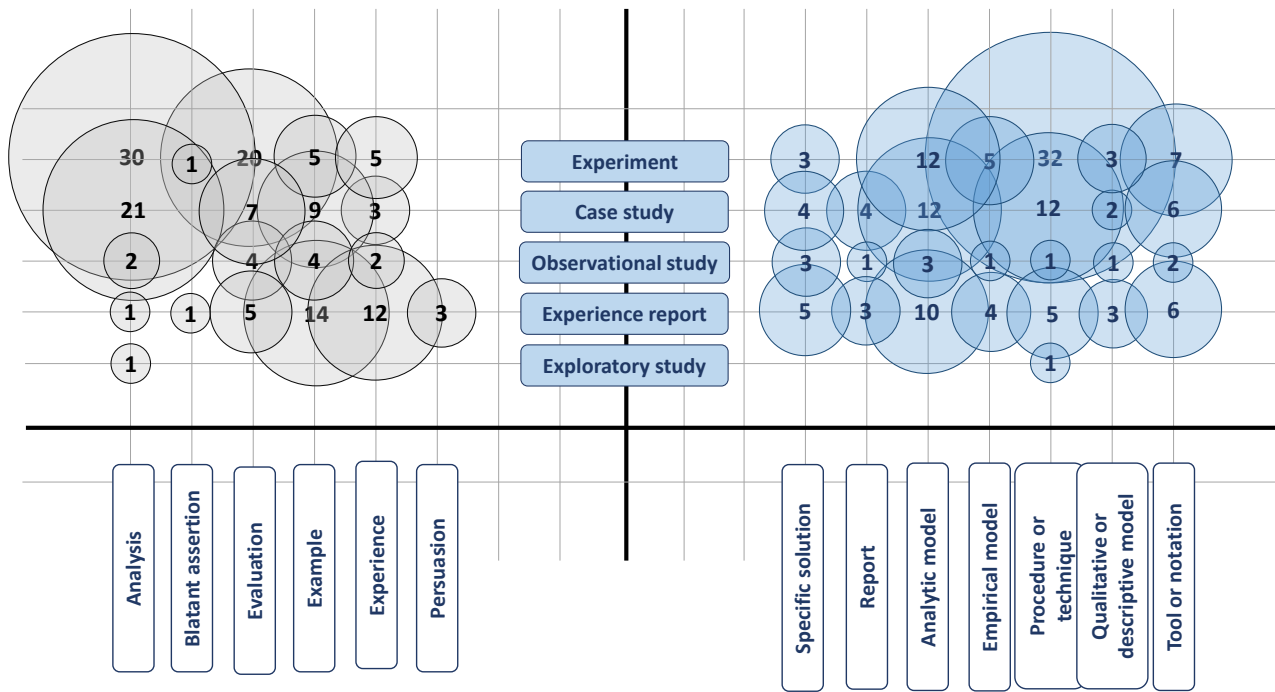 30 1 20 5 5 Experiment 3 12 5 32 3 7
21 7 9 3 Case study 4 4 12 12 2 6
2 4 4 2 Observational study 3 1 3 1 1 1 2
1 1 5 14 12 3 Experience report 5 3 10 4 5 3 6
1 Exploratory study 1
Analysis
Blatant assertion
Evaluation
Example
Experience
Persuasion
Specific solution
Report
Analytic model
Empirical model
Procedure or
technique
Qualitative or
descriptive model
Tool or notation